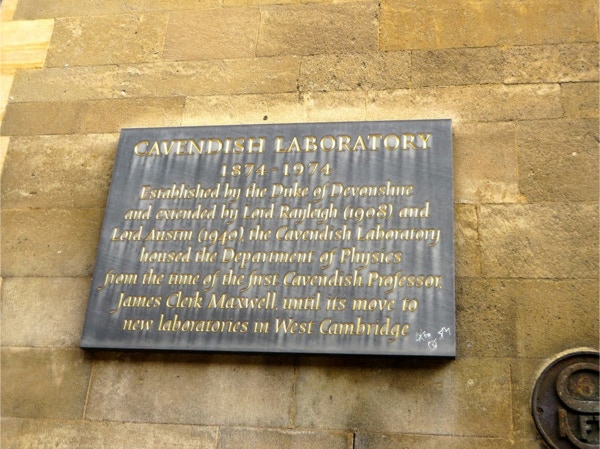 CAVENDISH LABORATORY
1874-1974
Established by the Duke of Devonshire
and extended by Lord Rayleigh (1908) and
Lord Austin (1940), the Cavendish Laboratory
housed the Department of Physics
from the time of the first Cavendish Professor,
James Clerk Maxwell, until its move to
new laboratories in West Cambridge